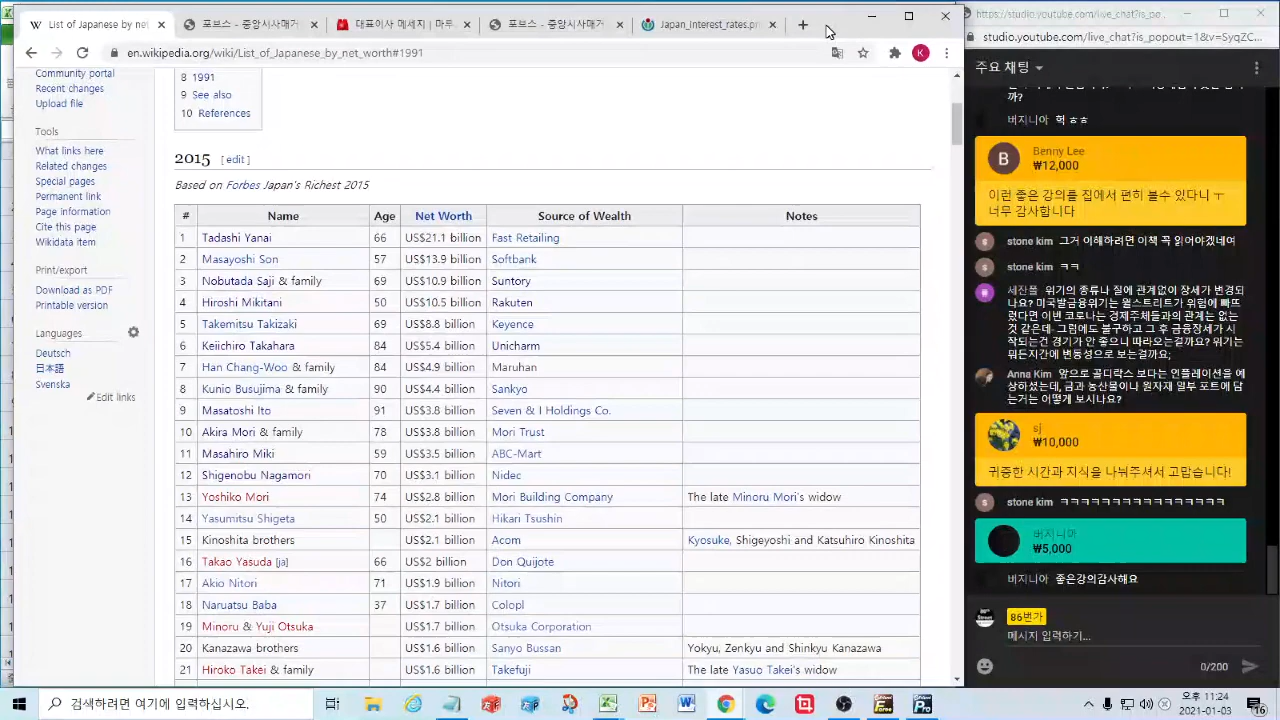 List of Japanese by net worth
포브스 - 중앙시사매거
대표이사 메세지 | 마루
포브스 - 중앙시사매거
Japan_Interest_rates.pn
https://studio.youtube.com/live_chat?is_po...
en.wikipedia.org/wiki/List_of_Japanese_by_net_worth#1991
K
studio.youtube.com/live_chat?is_popout=1&tv=SyqZC...
Community portal
Recent changes
Upload file
Tools
What links here
Related changes
Special pages
Permanent link
Page information
Cite this page
Wikidata item
Print/export
Download as PDF
Printable version
Languages
Deutsch
日本語
Svenska
Edit links
8 1991
9 See also
10 References
2015 [ edit ]
Based on Forbes Japan's Richest 2015
# Name Age Net Worth Source of Wealth Notes
1 Tadashi Yanai 66 US$21.1 billion Fast Retailing
2 Masayoshi Son 57 US$13.9 billion Softbank
3 Nobutada Saji & family 69 US$10.9 billion Suntory
4 Hiroshi Mikitani 50 US$10.5 billion Rakuten
5 Takemitsu Takizaki 69 US$8.8 billion Keyence
6 Keiichiro Takahara 84 US$5.4 billion Unicharm
7 Han Chang-Woo & family 84 US$4.9 billion Maruhan
8 Kunio Busujima & family 89 US$4.4 billion Sankyo
9 Masatoshi Ito 91 US$3.8 billion Seven & I Holdings Co.
10 Akira Mori & family 78 US$3.8 billion Mori Trust
11 Masahiro Miki 59 US$3.5 billion ABC-Mart
12 Shigenobu Nagamori 70 US$3.1 billion Nidec
13 Yoshiko Mori 74 US$2.8 billion Mori Building Company The late Minoru Mori's widow
14 Yasumitsu Shigeta 50 US$2.1 billion Hikari Tsushin
15 Kinoshita brothers US$2.1 billion Acom Kyosuke, Shigeyoshi and Katsuhiro Kinoshita
16 Takao Yasuda [ja] 66 US$2 billion Don Quijote
17 Akio Nitori 71 US$1.9 billion Nitori
18 Naruatsu Baba 37 US$1.7 billion Colopl
19 Minoru & Yuji Otsuka US$1.7 billion Otsuka Corporation
20 Kanazawa brothers US$1.6 billion Sanyo Bussan Yokyu, Zenkyu and Shinkyu Kanazawa
21 Hiroko Takei & family US$1.6 billion Takefuji The late Yasuo Takei's widow
주요 채팅
까?
버지니아 헉 ㅎㅎ
B
Benny Lee
₩12,000
이런 좋은 강의를 집에서 편히 볼수 있다니 ㅜ
너무 감사합니다
s stone kim 그거 이해하려면 이책 꼭 읽어야겠네여
s stone kim ㅋㅋ
위기의 종류나 질에 관계없이 장세가 변경되
나요? 미국발금융위기는 월스트리트가 위험에 빠뜨
렸다면 이번 코로나는 경제주체들과의 관계는 없는
것 같은데- 그럼에도 불구하고 그 후 금융장세가 시
작되는건 경기가 안 좋으니 따라오는걸까요? 위기는
뭐든지간에 변동성으로 보는걸까요;
Anna Kim 앞으로 골디락스 보다는 인플레이션을 예
상하셨는데, 금과 농산물이나 원자재 일부 포트에 담
는거는 어떻게 보시나요?
sj
₩10,000
귀중한 시간과 지식을 나눠주셔서 고맙습니다!
s stone kim ㅋㅋㅋㅋㅋㅋㅋㅋㅋㅋㅋㅋㅋㅋㅋㅋㅋ
버지니아
₩5,000
버지니아 좋은강의감사해요
86번가
메시지 입력하기...
0/200
검색하려면 여기에 입력하십시오.
오후 11:24
2021-01-03
16